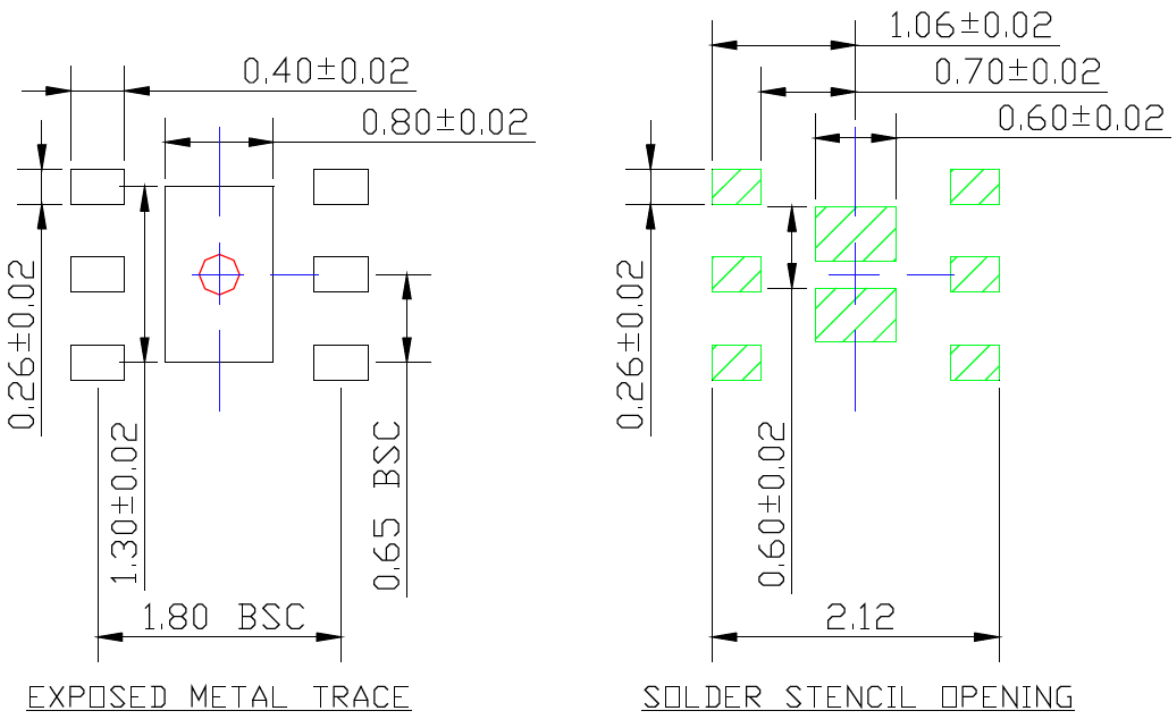 0.40±0.02
0.80±0.02
0.26±0.02
1.30±0.02
0.65 BSC
1.80 BSC
EXPOSED METAL TRACE
1.06±0.02
0.70±0.02
0.60±0.02
0.26±0.02
0.60±0.02
2.12
SOLDER STENCIL OPENING